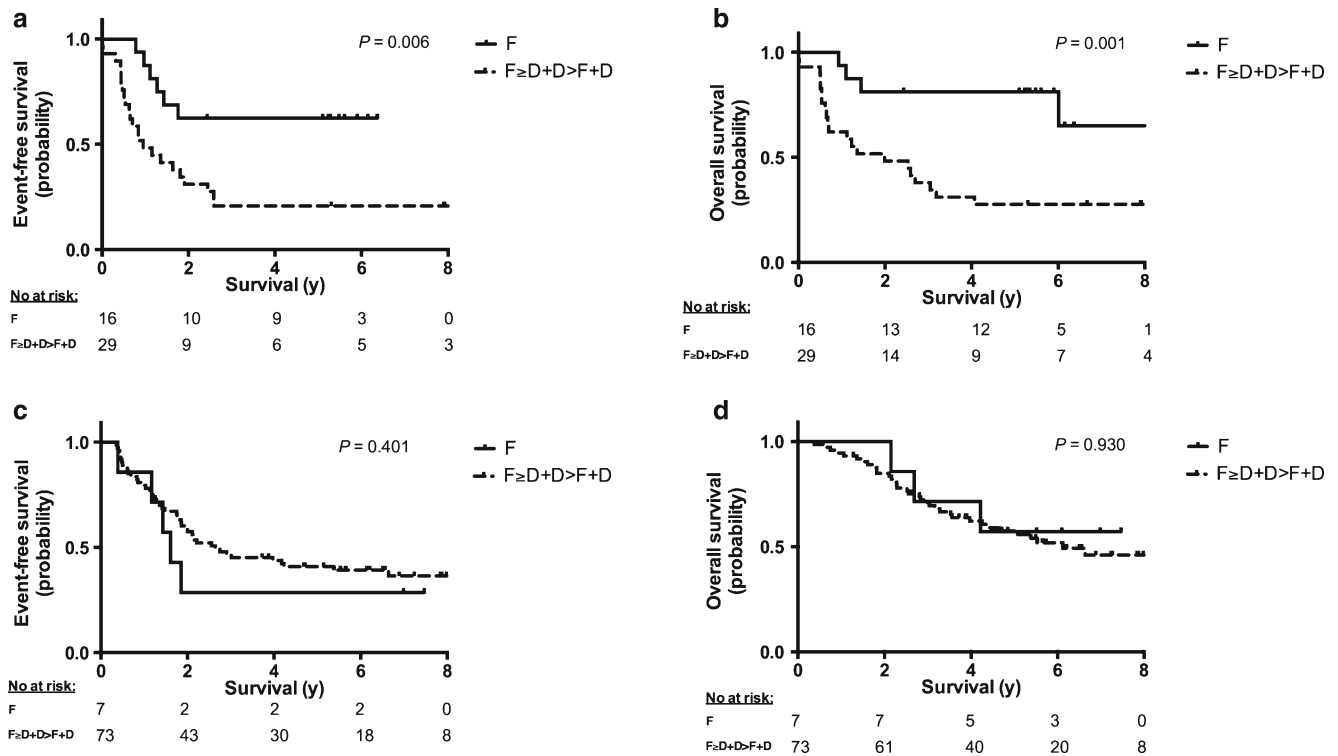 a
P = 0.006
F
F≥D+D>F+D
Event-free survival
(probability)
1.0
0.5
0.0
0 2 4 6 8
Survival (y)
No at risk:
F 16 10 9 3 0
F≥D+D>F+D 29 9 6 5 3
b
P = 0.001
F
F≥D+D>F+D
Overall survival
(probability)
1.0
0.5
0.0
0 2 4 6 8
Survival (y)
No at risk:
F 16 13 12 5 1
F≥D+D>F+D 29 14 9 7 4
c
P = 0.401
F
F≥D+D>F+D
Event-free survival
(probability)
1.0
0.5
0.0
0 2 4 6 8
Survival (y)
No at risk:
F 7 2 2 2 0
F≥D+D>F+D 73 43 30 18 8
d
P = 0.930
F
F≥D+D>F+D
Overall survival
(probability)
1.0
0.5
0.0
0 2 4 6 8
Survival (y)
No at risk:
F 7 7 5 3 0
F≥D+D>F+D 73 61 40 20 8